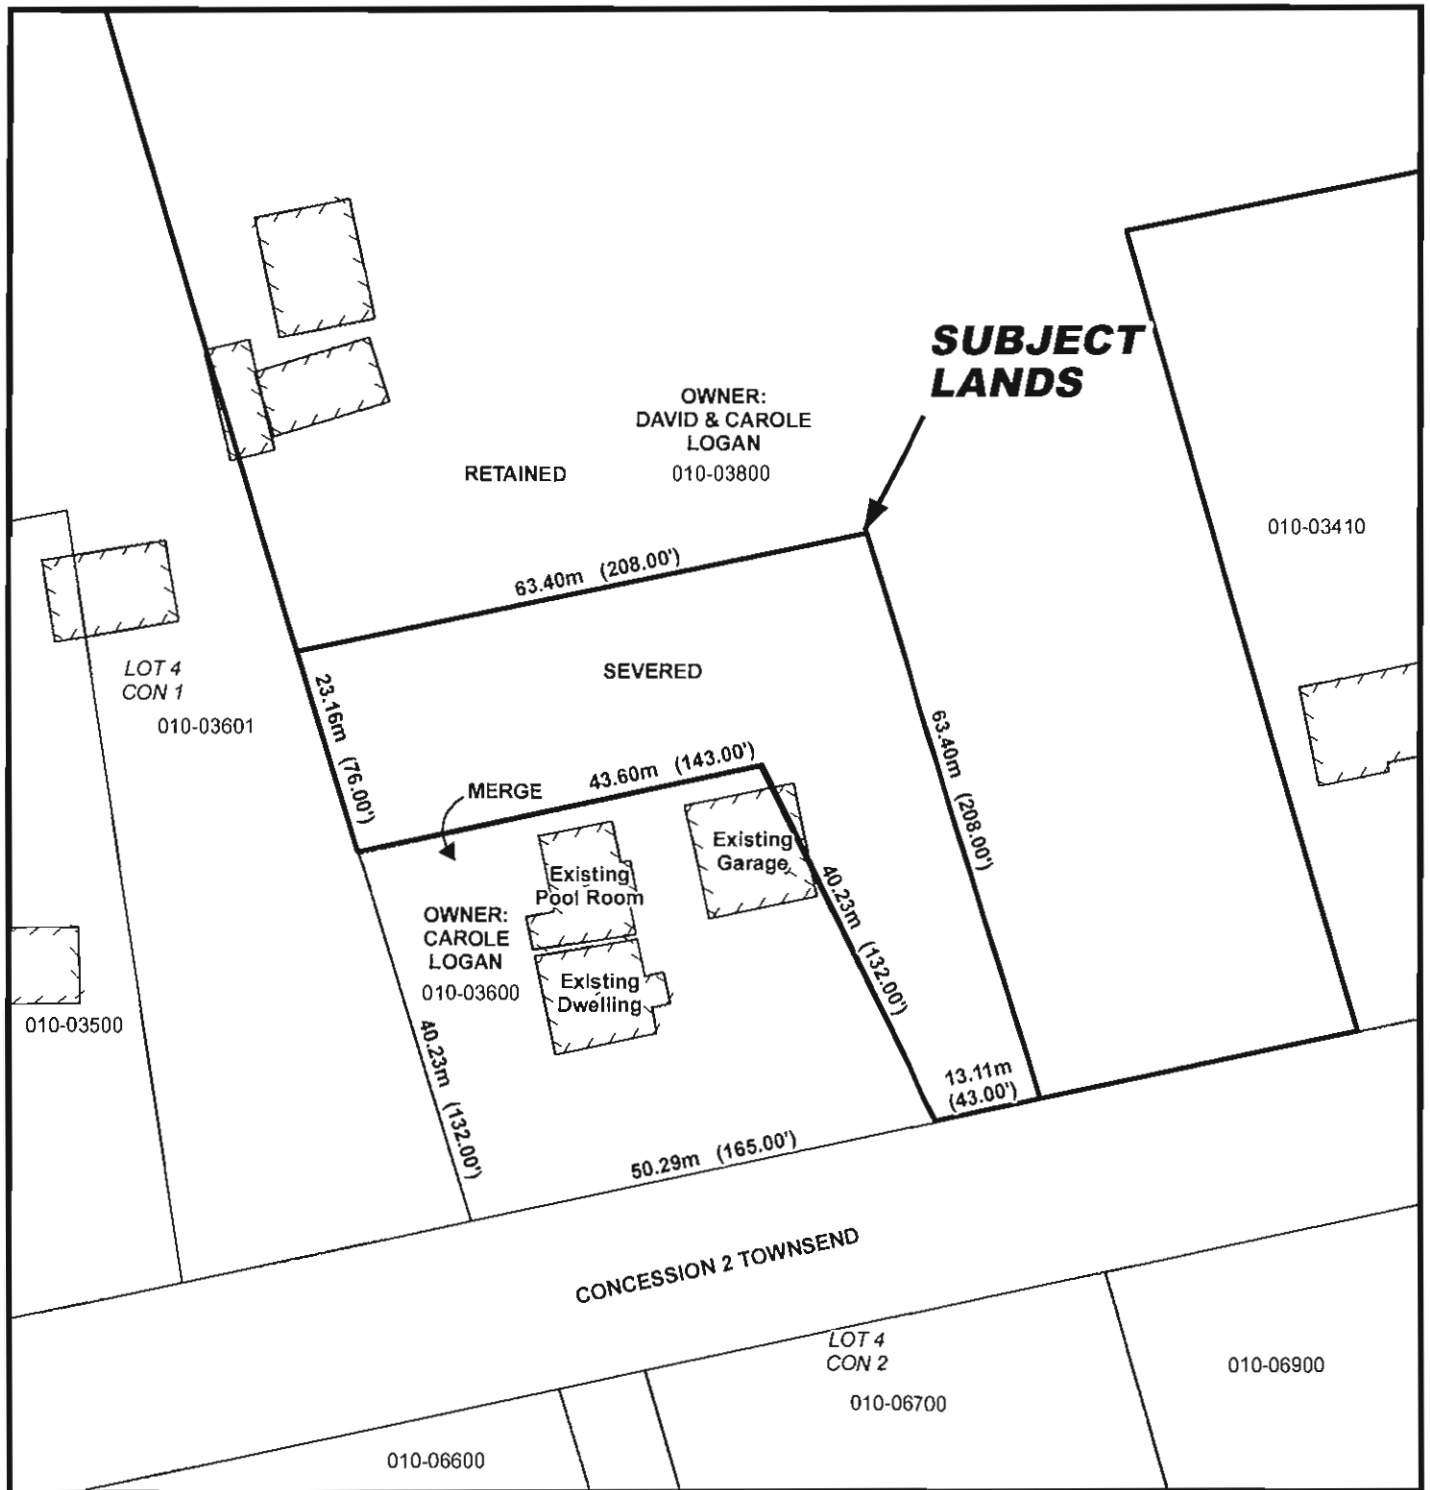 SUBJECT
LANDS
OWNER:
DAVID & CAROLE
LOGAN
010-03800
RETAINED
010-03410
63.40m (208.00')
SEVERED
LOT 4
CON 1
010-03601
23.16m (76.00')
63.40m (208.00')
43.60m (143.00')
MERGE
Existing
Garage
Existing
Pool Room
40.23m (132.00')
OWNER:
CAROLE
LOGAN
010-03600
Existing
Dwelling
010-03500
40.23m (132.00')
13.11m
(43.00')
50.29m (165.00')
CONCESSION 2 TOWNSEND
LOT 4
CON 2
010-06700
010-06900
010-06600